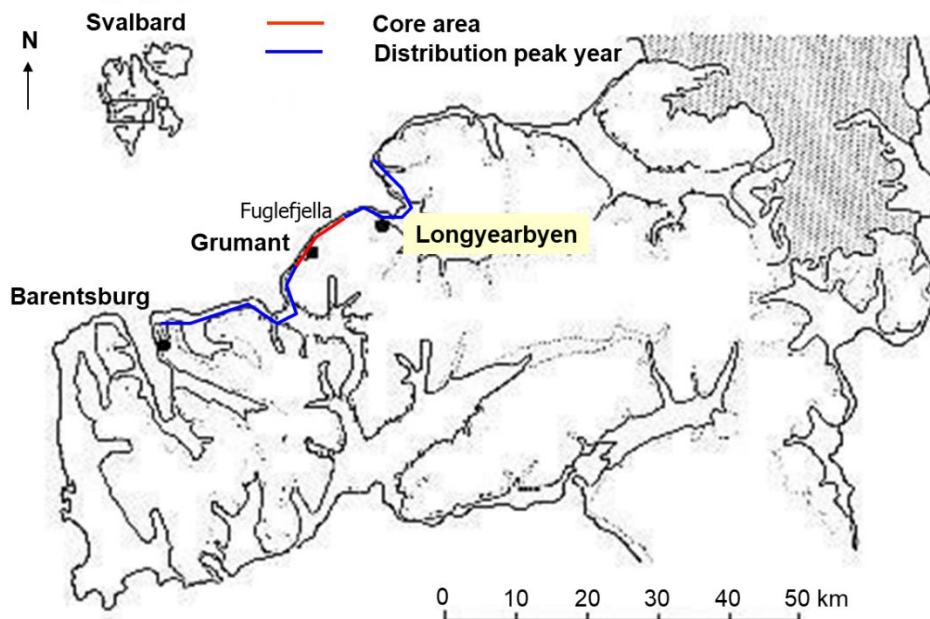 Svalbard
N
Core area
Distribution peak year
Fuglefjella
Grumant
Longyearbyen
Barentsburg
0 10 20 30 40 50 km